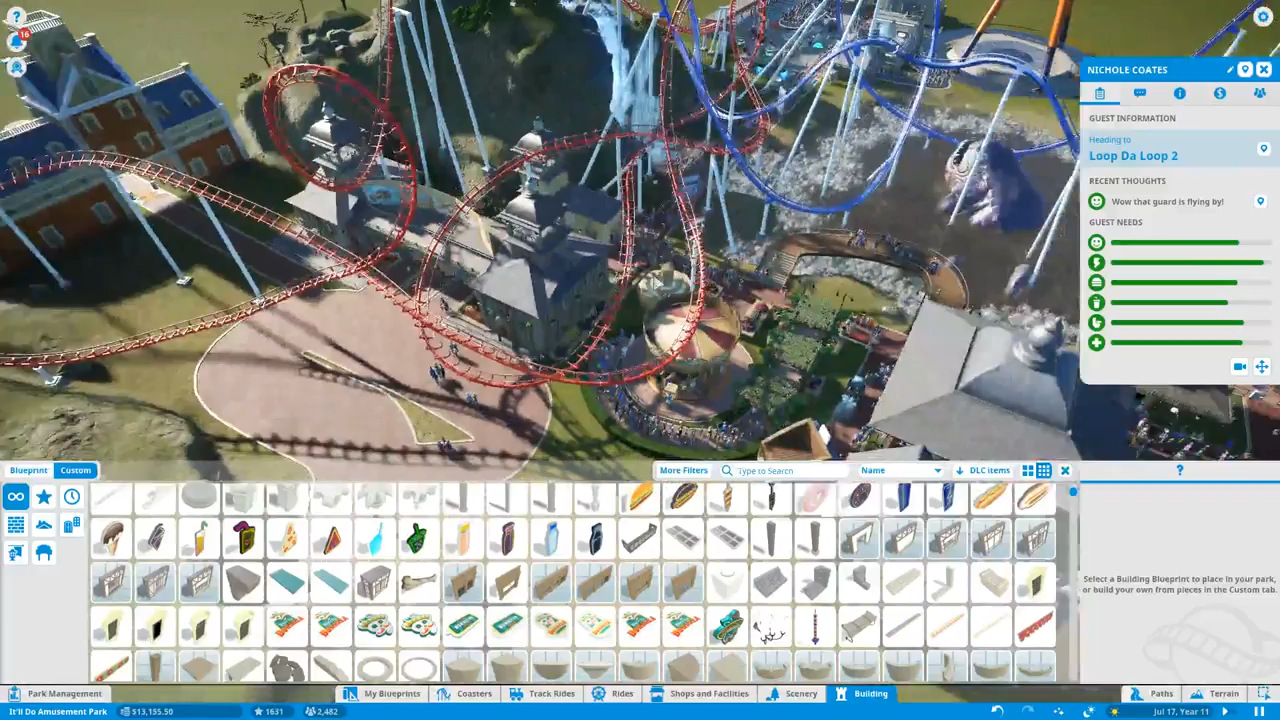 ?
16
NICHOLE COATES
GUEST INFORMATION
Heading to
Loop Da Loop 2
RECENT THOUGHTS
Wow that guard is flying by!
GUEST NEEDS
Blueprint Custom More Filters Type to Search Name DLC items ?
Select a Building Blueprint to place in your park,
or build your own from pieces in the Custom tab.
Park Management My Blueprints Coasters Track Rides Rides Shops and Facilities Scenery Building Paths Terrain
It'll Do Amusement Park $13,155.50 1631 2,482 Jul 17, Year 11